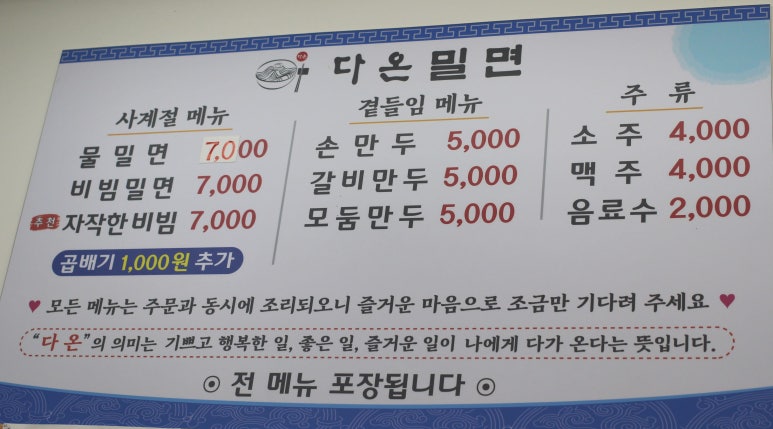 다온밀면
사계절 메뉴
물밀면 7,000
비빔밀면 7,000
추천 자작한비빔 7,000
곱배기 1,000원 추가
곁들임 메뉴
손만두 5,000
갈비만두 5,000
모둠만두 5,000
주류
소주 4,000
맥주 4,000
음료수 2,000
♥ 모든 메뉴는 주문과 동시에 조리되오니 즐거운 마음으로 조금만 기다려 주세요 ♥
"다온"의 의미는 기쁘고 행복한 일, 좋은 일, 즐거운 일이 나에게 다가 온다는 뜻입니다.
⊙ 전 메뉴 포장됩니다 ⊙